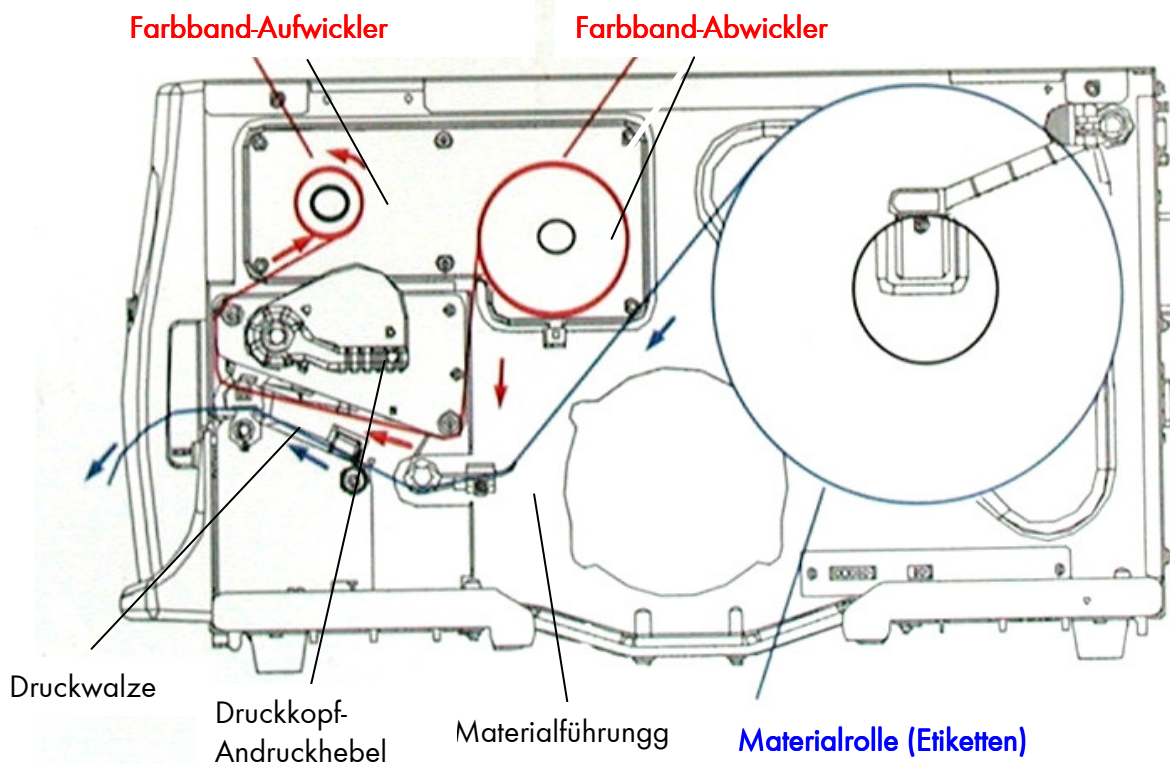 Farbband-Aufwickler
Farbband-Abwickler
Druckwalze
Druckkopf-
Andruckhebel
Materialführungg
Materialrolle (Etiketten)